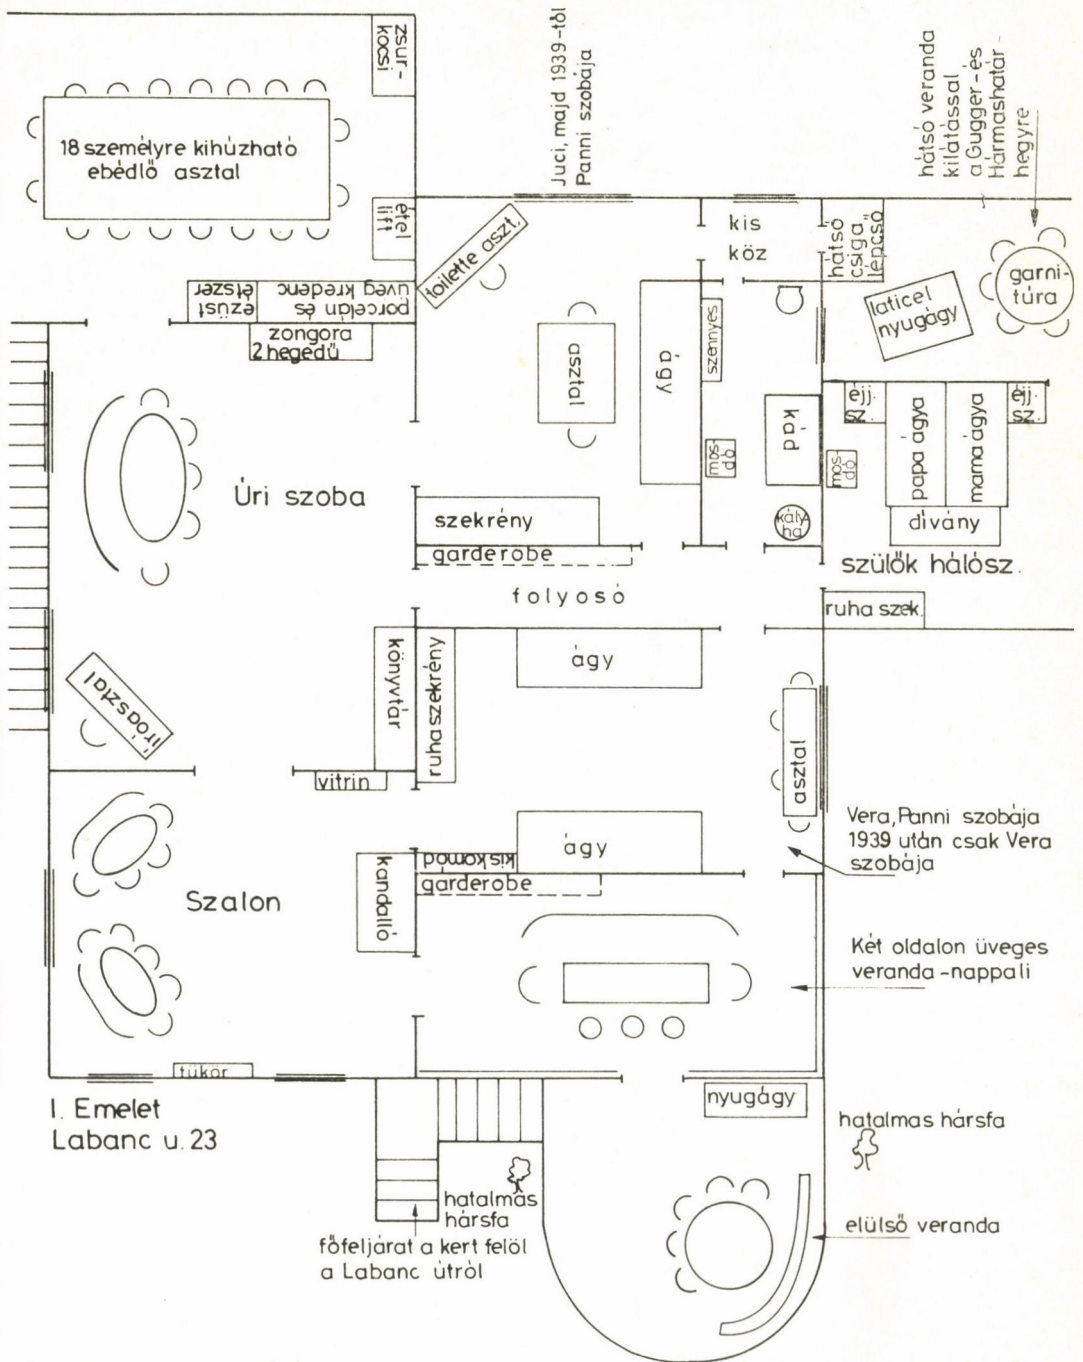 zsúr-
kocsi
18 személyre kihúzható
ebédlő asztal
étel
lift
ezüst
étszer
porcelán és
üveg kredenc
zongora
2 hegedű
Juci, majd 1939-től
Panni szobája
toilette aszt.
asztal
ágy
szekrény
garderobe
kis
köz
szennyes
mos-
dó
kád
kály-
ha
hátsó
csiga
lépcső
hátsó veranda
kilátással
a Gugger- és
Hármashatár-
hegyre
garni-
túra
laticel
nyugágy
éjj.
sz.
papa ágya
mama ágya
éjj.
sz.
mos-
dó
dívány
szülők hálósz.
ruha szek.
Úri szoba
íróasztal
folyosó
könyvtár
ruhaszekrény
ágy
asztal
vitrin
Vera, Panni szobája
1939 után csak Vera
szobája
ágy
kiskomód
garderobe
Szalon
kandalló
Két oldalon üveges
veranda-nappali
tükör
I. Emelet
Labanc u. 23
nyugágy
hatalmas hársfa
hatalmas
hársfa
főfeljárat a kert felöl
a Labanc útról
elülső veranda